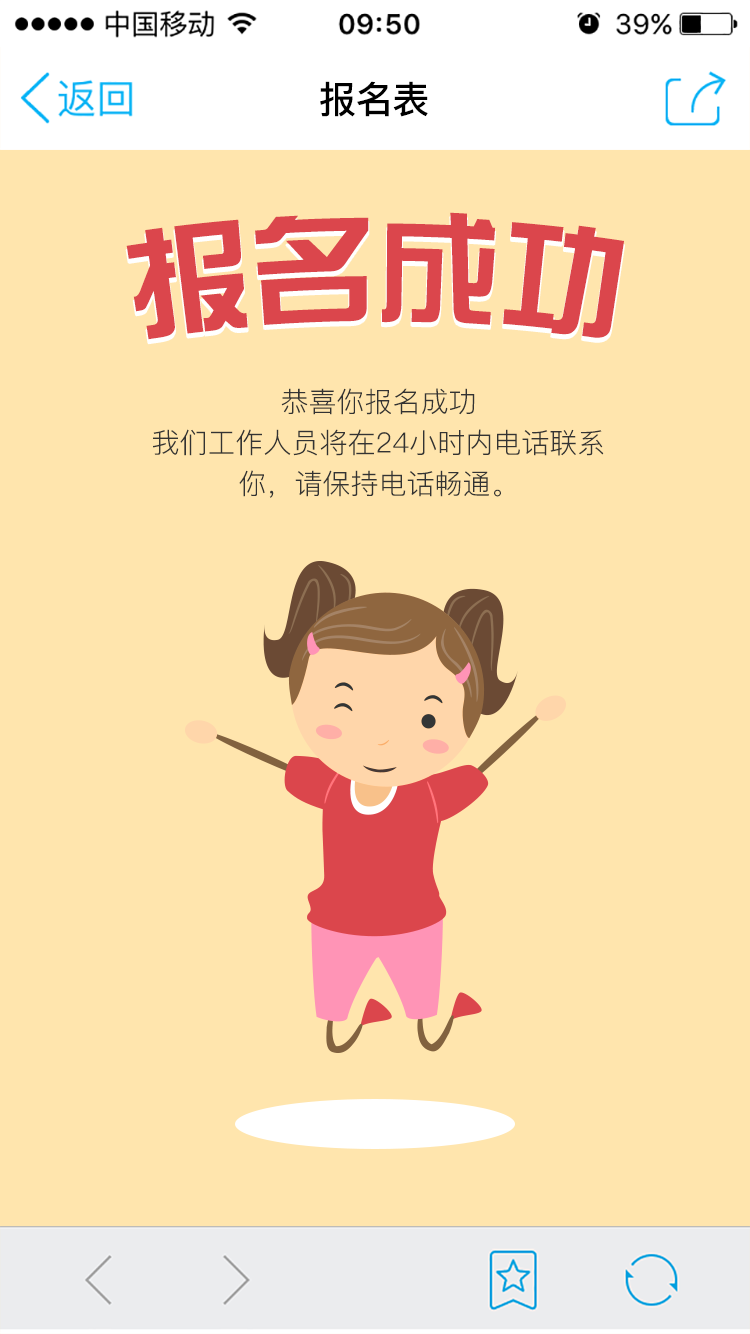 中国移动 09:50 39%
返回 报名表
报名成功
恭喜你报名成功
我们工作人员将在24小时内电话联系
你，请保持电话畅通。